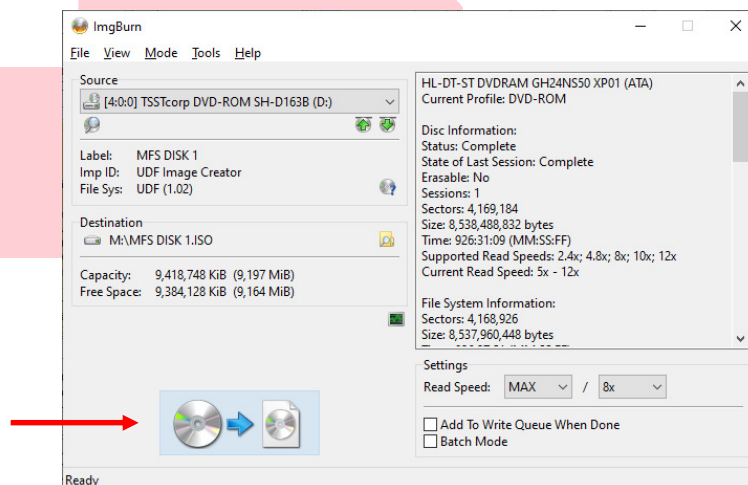 ImgBurn
File View Mode Tools Help
Source
[4:0:0] TSSTcorp DVD-ROM SH-D163B (D:)
Label: MFS DISK 1
Imp ID: UDF Image Creator
File Sys: UDF (1.02)
Destination
M:\MFS DISK 1.ISO
Capacity: 9,418,748 KiB (9,197 MiB)
Free Space: 9,384,128 KiB (9,164 MiB)
HL-DT-ST DVDRAM GH24NS50 XP01 (ATA)
Current Profile: DVD-ROM
Disc Information:
Status: Complete
State of Last Session: Complete
Erasable: No
Sessions: 1
Sectors: 4,169,184
Size: 8,538,488,832 bytes
Time: 926:31:09 (MM:SS:FF)
Supported Read Speeds: 2.4x; 4.8x; 8x; 10x; 12x
Current Read Speed: 5x - 12x
File System Information:
Sectors: 4,168,926
Size: 8,537,960,448 bytes
Settings
Read Speed: MAX / 8x
Add To Write Queue When Done
Batch Mode
Ready